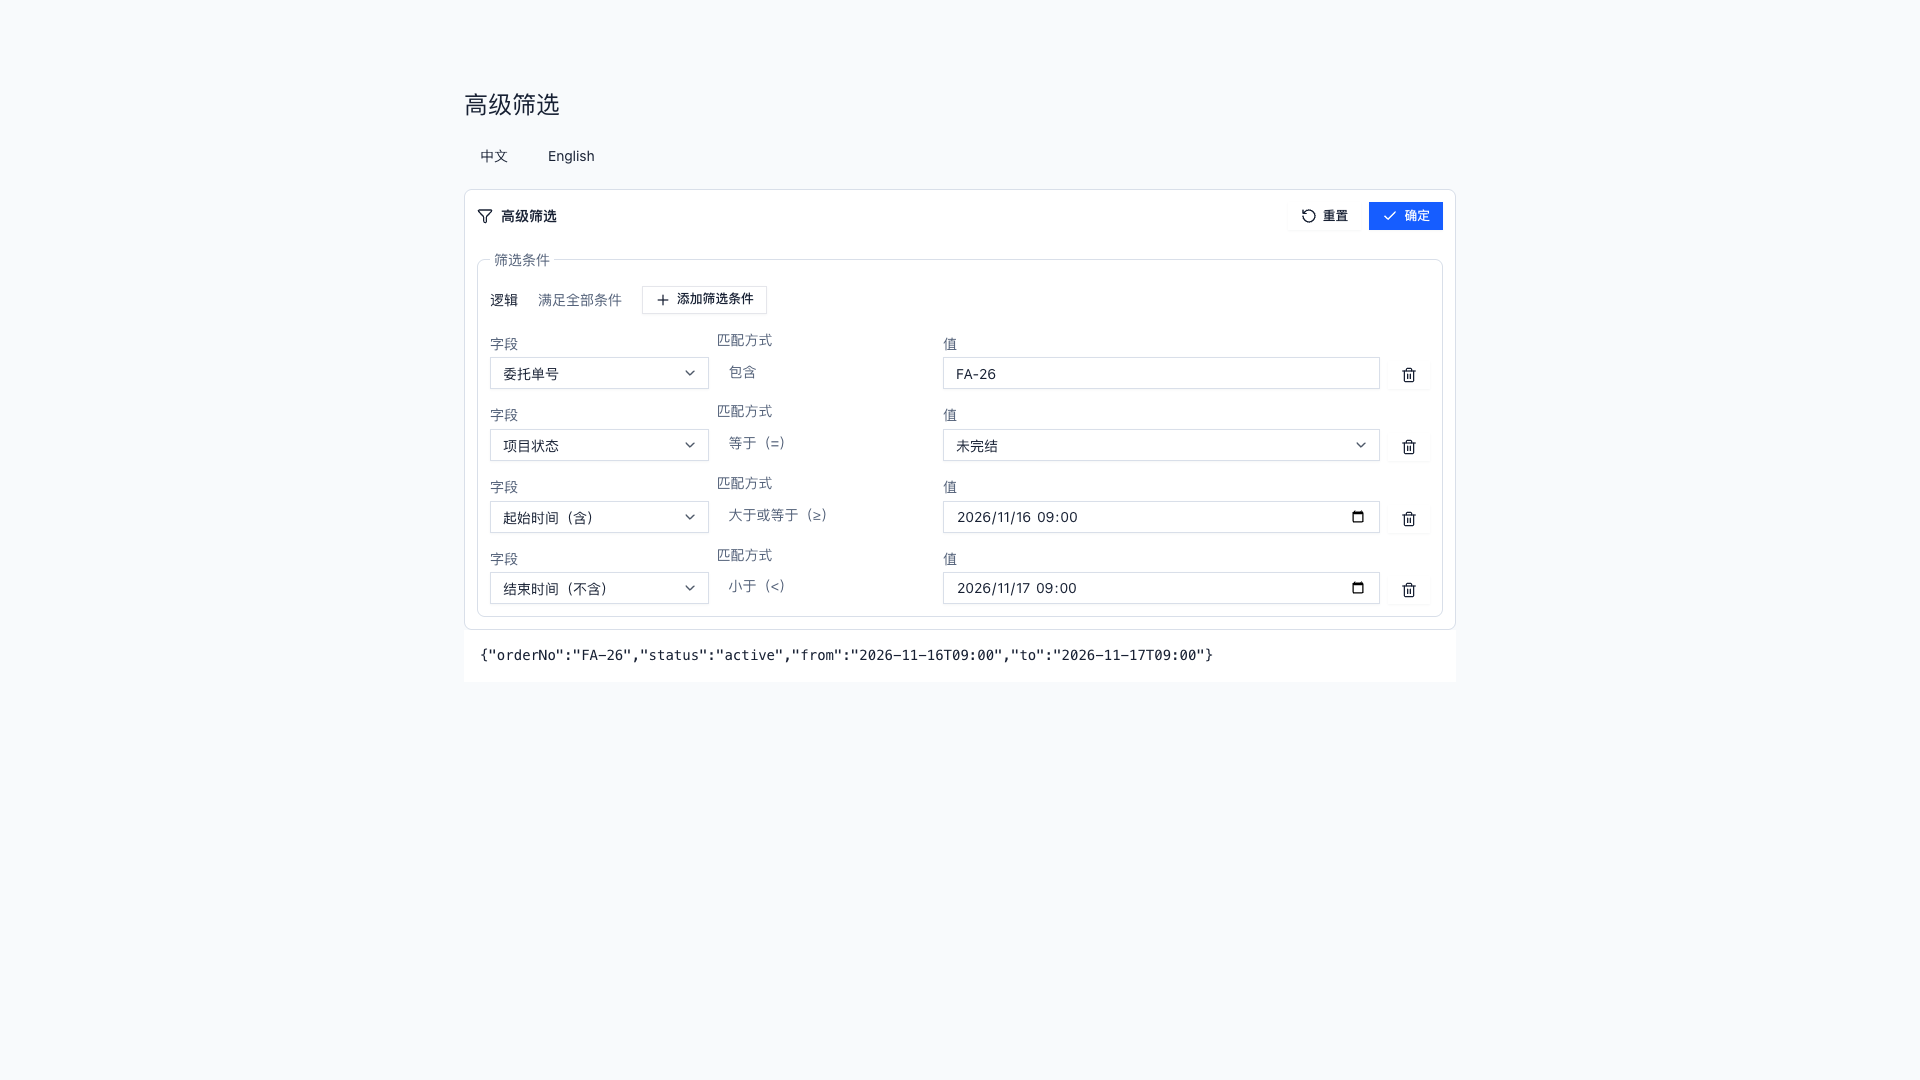 高级筛选
中文 English
高级筛选 重置 确定
筛选条件
逻辑 满足全部条件 添加筛选条件
字段 匹配方式 值
委托单号 包含 FA-26
字段 匹配方式 值
项目状态 等于（=） 未完结
字段 匹配方式 值
起始时间（含） 大于或等于（≥） 2026/11/16 09:00
字段 匹配方式 值
结束时间（不含） 小于（<） 2026/11/17 09:00
{"orderNo":"FA-26","status":"active","from":"2026-11-16T09:00","to":"2026-11-17T09:00"}